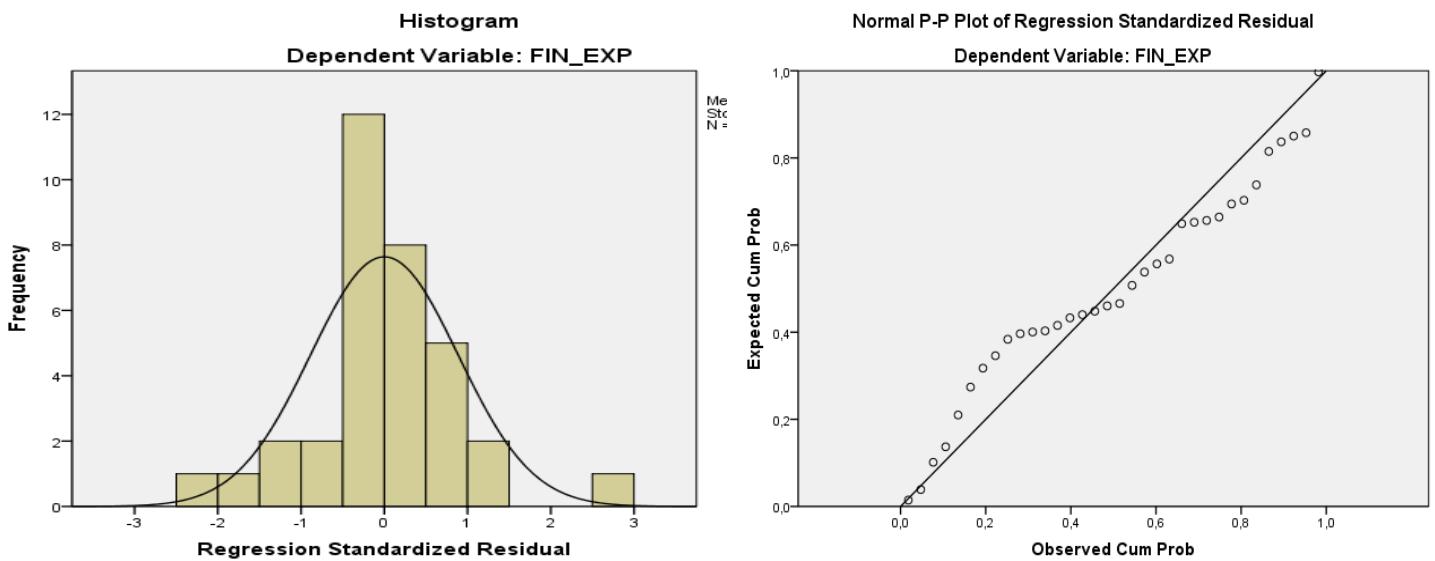 Histogram
Dependent Variable: FIN_EXP
Frequency
12
10
8
6
4
2
0
-3
-2
-1
0
1
2
3
Regression Standardized Residual
Me
N =
Normal P-P Plot of Regression Standardized Residual
Dependent Variable: FIN_EXP
Expected Cum Prob
1,0
0,8
0,6
0,4
0,2
0,0
0,0
0,2
0,4
0,6
0,8
1,0
Observed Cum Prob